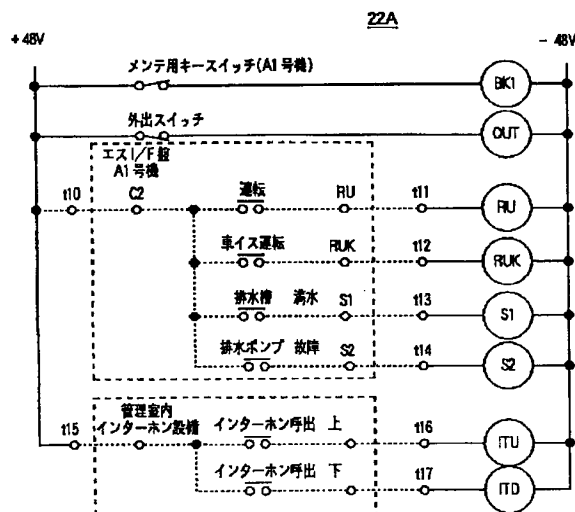 22A
+48V
-48V
メンテ用キースイッチ(A1号機)
BK1
外出スイッチ
OUT
エスI/F盤
A1号機
t10 C2 運転 RU t11 RU
車イス運転 RUK t12 RUK
排水槽 満水 S1 t13 S1
排水ポンプ 故障 S2 t14 S2
管理室内
t15 インターホン設備 インターホン呼出 上 t16 ITU
インターホン呼出 下 t17 ITD